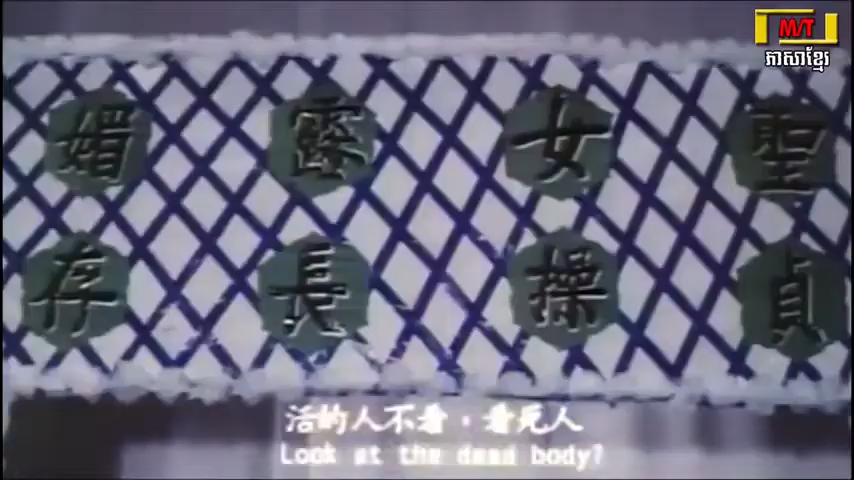 MVT
ភាសាខ្មែរ
聖女露媚
貞操長存
活的人不看，看死人
Look at the dead body?